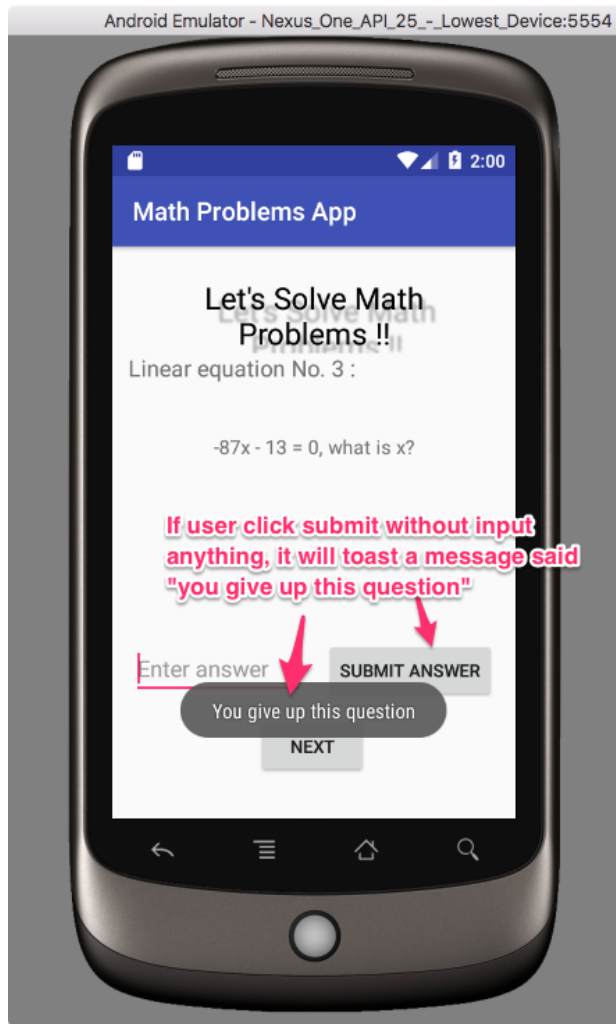 Android Emulator - Nexus_One_API_25_-_Lowest_Device:5554
2:00
Math Problems App
Let's Solve Math
Problems !!
Linear equation No. 3 :
-87x - 13 = 0, what is x?
If user click submit without input
anything, it will toast a message said
"you give up this question"
Enter answer
SUBMIT ANSWER
You give up this question
NEXT